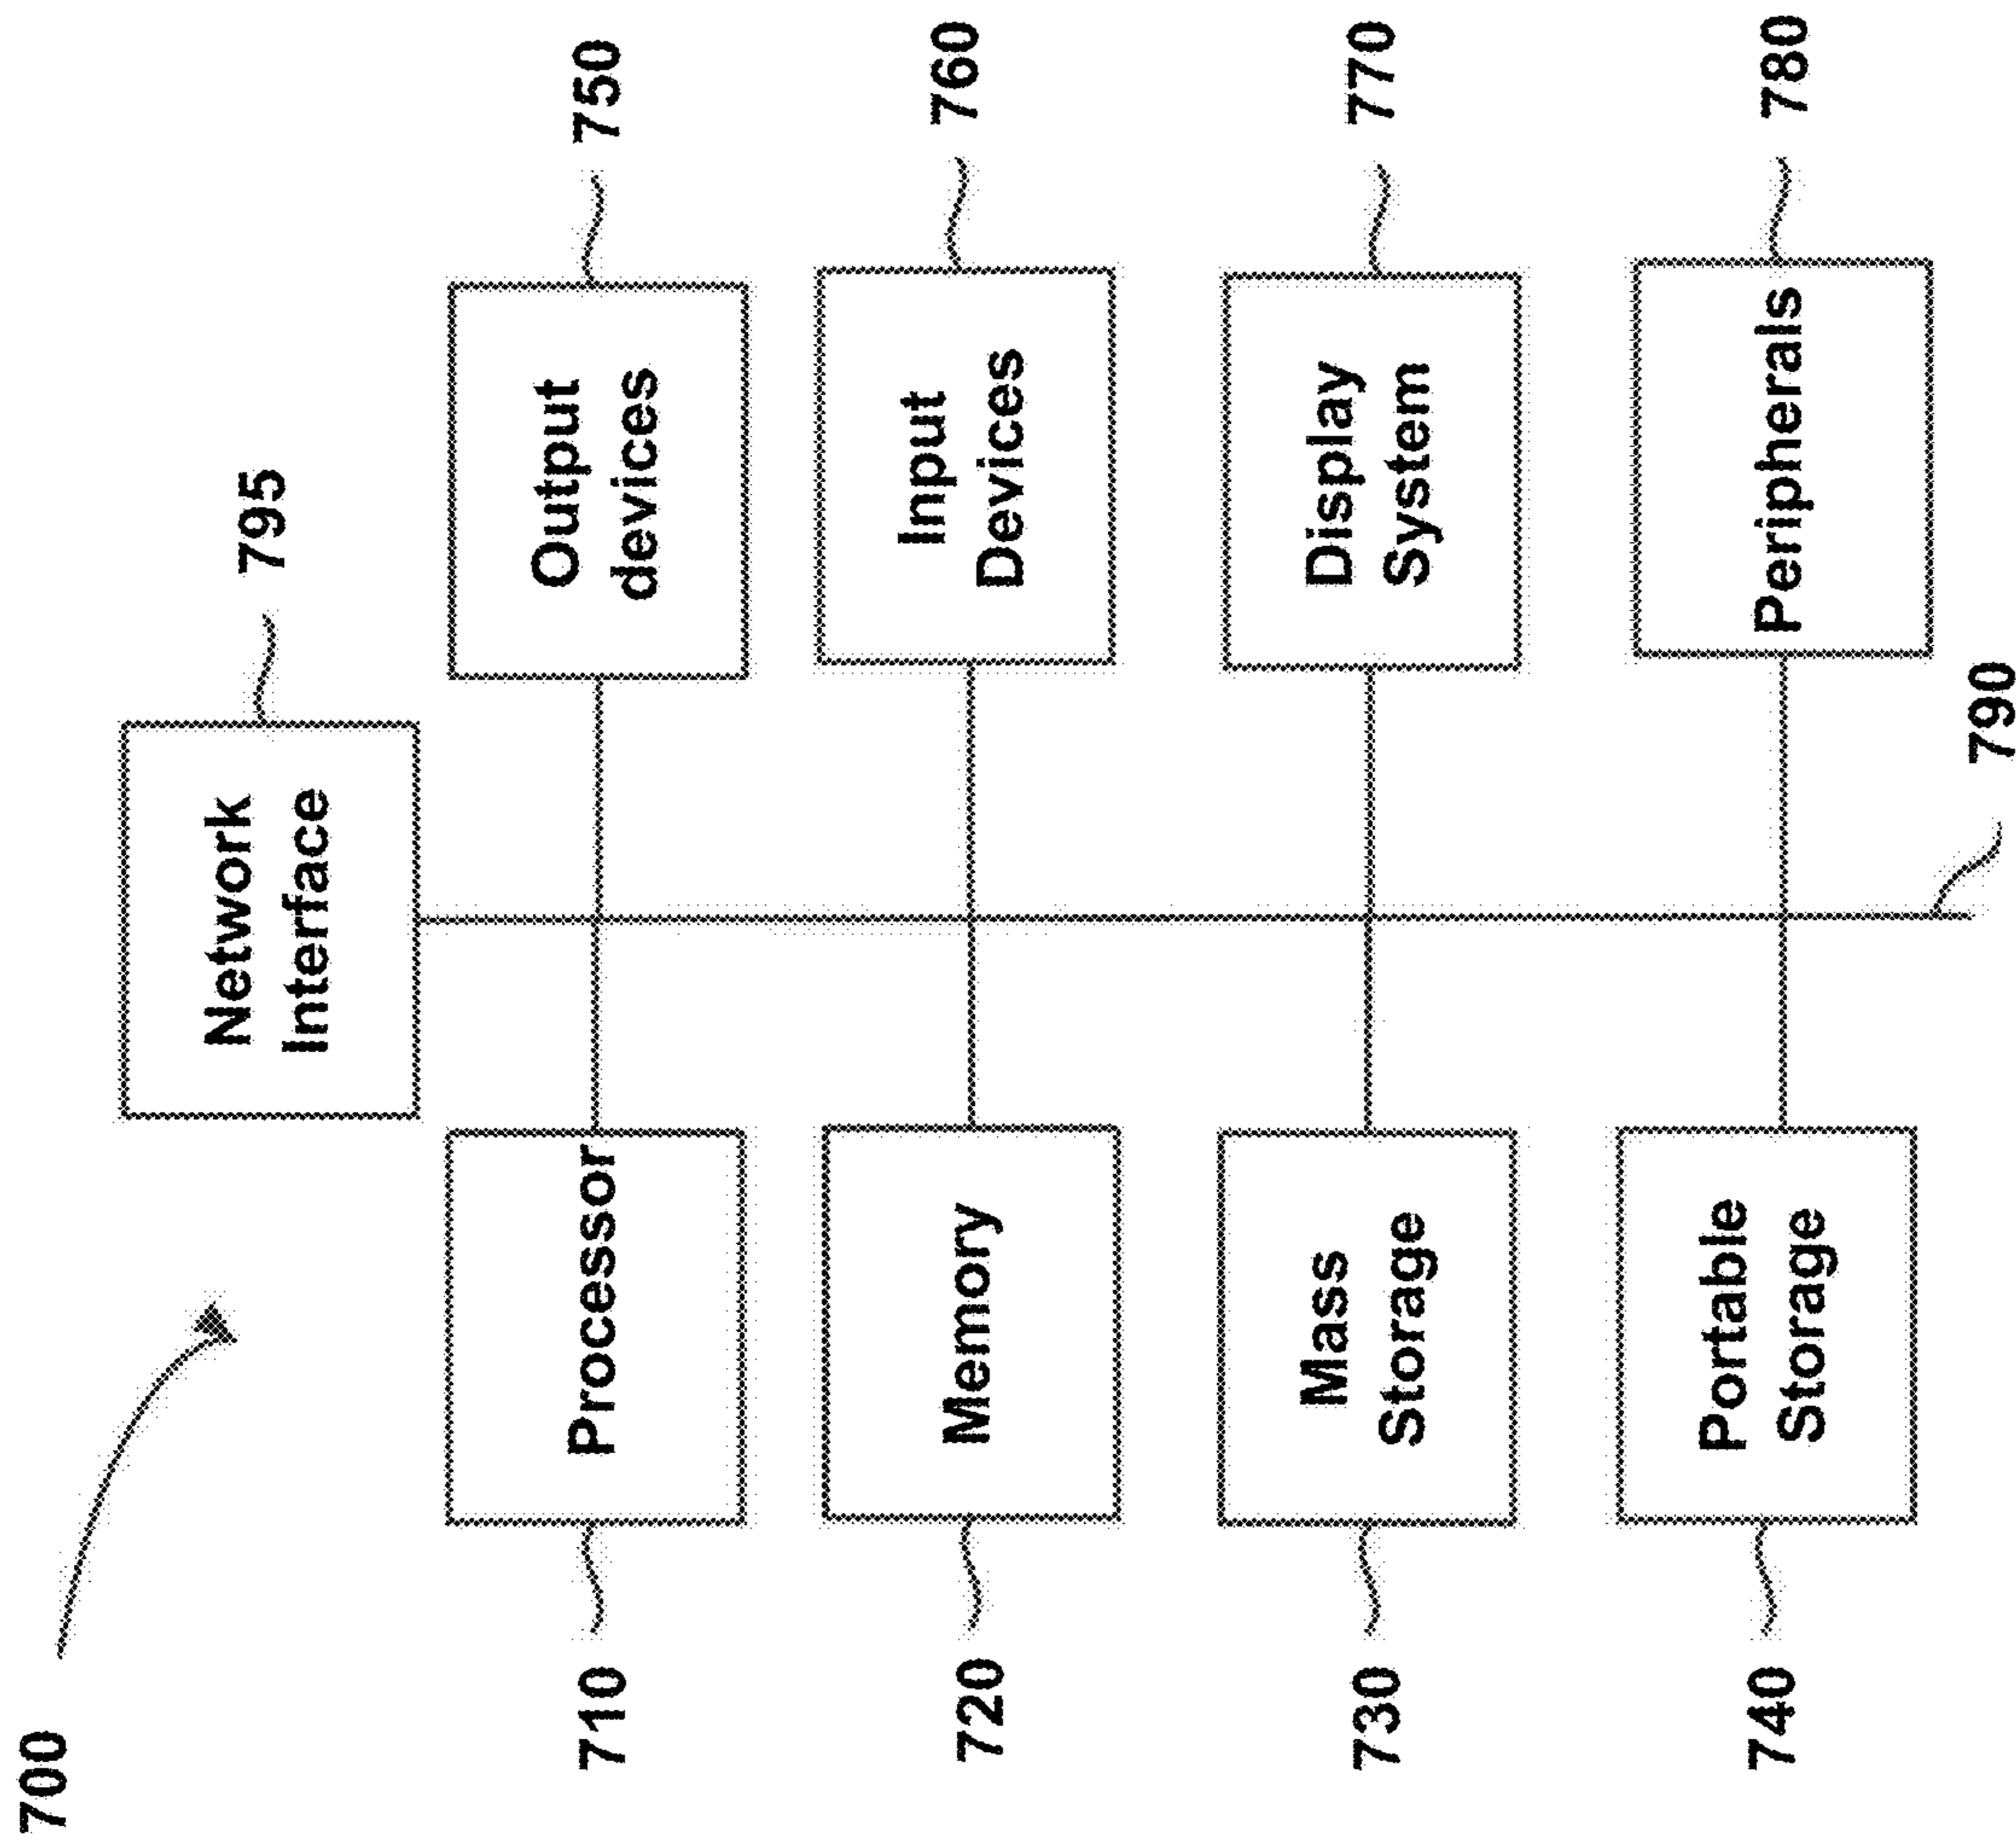 700
Network
Interface
795
710
Processor
Output
devices
750
720
Memory
Input
Devices
760
730
Mass
Storage
Display
System
770
740
Portable
Storage
Peripherals
780
790